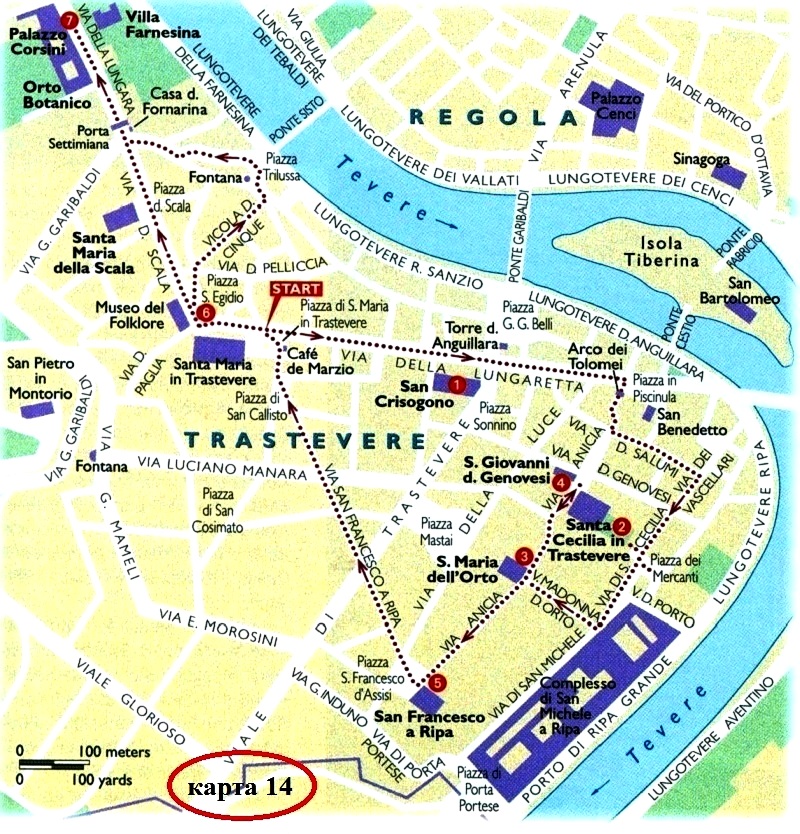 7
Palazzo
Corsini
VIA DELLA LUNGARA
Villa
Farnesina
Orto
Botanico
Casa d.
Fornarina
Porta
Settimiana
LUNGOTEVERE
DELLA FARNESINA
LUNGOTEVERE
DEI TEBALDI
VIA GIULIA
PONTE SISTO
REGOLA
VIA ARENULA
Palazzo
Cenci
VIA DEL PORTICO D'OTTAVIA
Sinagoga
LUNGOTEVERE DEI VALLATI
LUNGOTEVERE DEI CENCI
Tevere
Piazza
Trilussa
Fontana
Piazza
d. Scala
VIA G. GARIBALDI
VIA D. SCALA
VICOLO D.
CINQUE
Santa
Maria
della Scala
VIA D. PELLICCIA
LUNGOTEVERE R. SANZIO
PONTE GARIBALDI
Isola
Tiberina
PONTE
FABRICIO
San
Bartolomeo
PONTE
CESTIO
Piazza
S. Egidio
START
6
Museo del
Folklore
Piazza di S. Maria
in Trastevere
Piazza
G. G. Belli
LUNGOTEVERE D. ANGUILLARA
Torre d.
Anguillara
Arco dei
Tolomei
Café
de Marzio
VIA DELLA LUNGARETTA
Santa Maria
in Trastevere
VIA D.
PAGLIA
San Pietro
in
Montorio
San
Crisogono
1
Piazza in
Piscinula
San
Benedetto
Piazza di
San Callisto
Piazza
Sonnino
TRASTEVERE
VIA G. GARIBALDI
Fontana
VIA LUCIANO MANARA
VIA G. MAMELI
VIA DELLA LUCE
VIA ANICIA
VIA D. SALUMI
D. GENOVESI
VIA DEI
VASCELLARI
S. Giovanni
d. Genovesi
4
Piazza
di San
Cosimato
VIA SAN FRANCESCO A RIPA
Piazza
Mastai
Santa
Cecilia in
Trastevere
2
VIA DI S. CECILIA
S. Maria
dell'Orto
3
V. MADONNA
D. ORTO
Piazza dei
Mercanti
V. D. PORTO
LUNGOTEVERE RIPA
VIA ANICIA
VIA E. MOROSINI
VIALE DI TRASTEVERE
VIALE GLORIOSO
Piazza
S. Francesco
d'Assisi
5
San Francesco
a Ripa
VIA G. INDUNO
VIA DI PORTA
PORTESE
VIA DI SAN MICHELE
Complesso
di San
Michele
a Ripa
PORTO DI RIPA GRANDE
Piazza di
Porta
Portese
Tevere
LUNGOTEVERE AVENTINO
0 100 meters
0 100 yards
карта 14